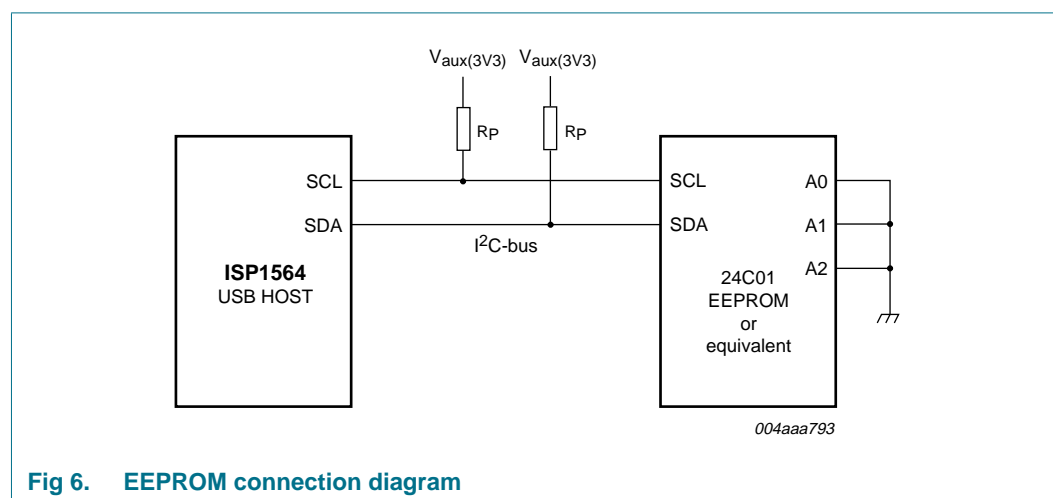 Vaux(3V3) Vaux(3V3)
RP RP
SCL SCL A0
SDA SDA A1
I2C-bus
A2
ISP1564
USB HOST
24C01
EEPROM
or
equivalent
004aaa793
Fig 6. EEPROM connection diagram